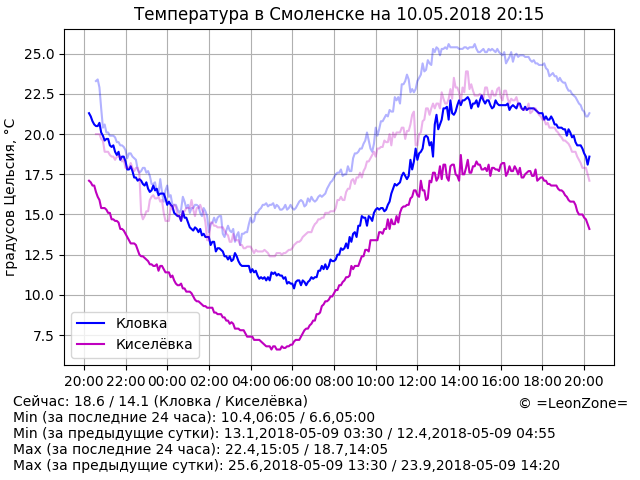 Температура в Смоленске на 10.05.2018 20:15
градусов Цельсия, °C
25.0
22.5
20.0
17.5
15.0
12.5
10.0
7.5
Кловка
Киселёвка
20:00 22:00 00:00 02:00 04:00 06:00 08:00 10:00 12:00 14:00 16:00 18:00 20:00
Сейчас: 18.6 / 14.1 (Кловка / Киселёвка)
© =LeonZone=
Min (за последние 24 часа): 10.4,06:05 / 6.6,05:00
Min (за предыдущие сутки): 13.1,2018-05-09 03:30 / 12.4,2018-05-09 04:55
Max (за последние 24 часа): 22.4,15:05 / 18.7,14:05
Max (за предыдущие сутки): 25.6,2018-05-09 13:30 / 23.9,2018-05-09 14:20